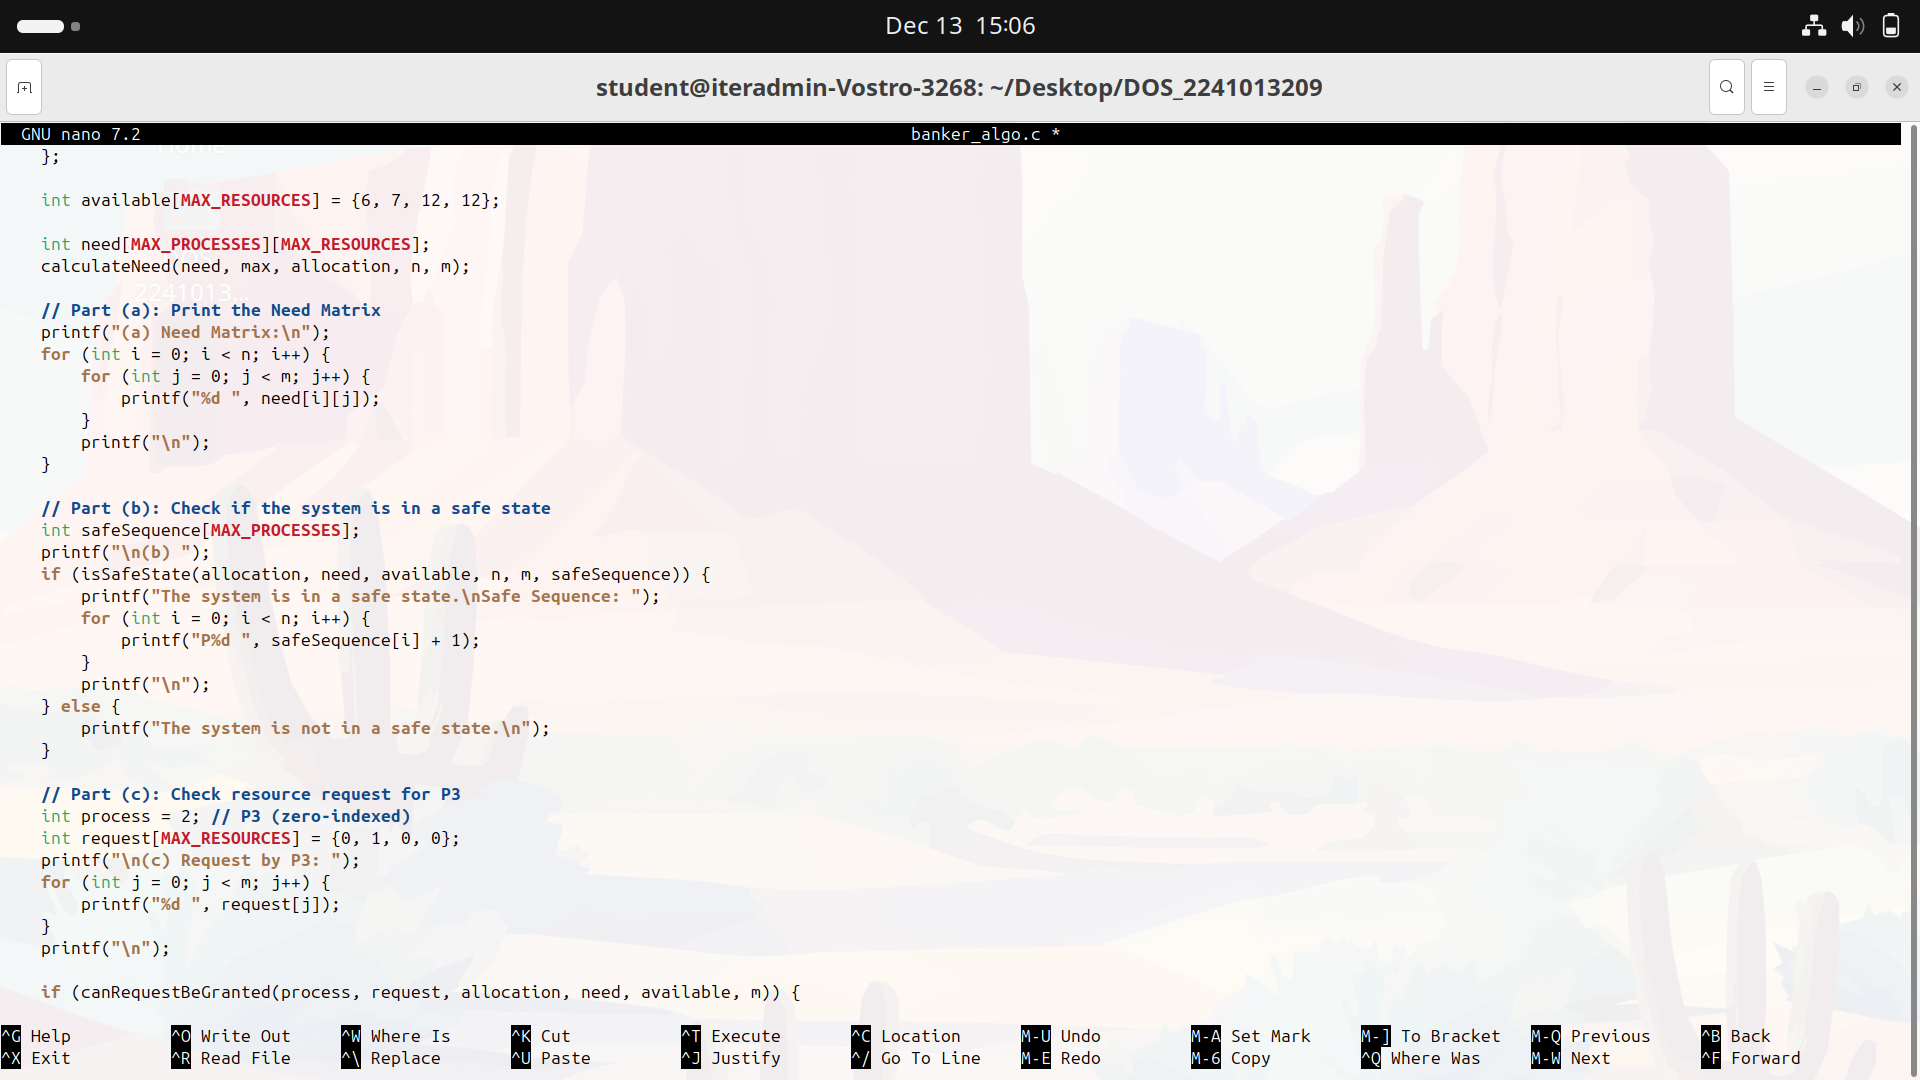 Dec 13 15:06
student@iteradmin-Vostro-3268: ~/Desktop/DOS_2241013209
GNU nano 7.2 banker_algo.c *
Home
};
int available[MAX_RESOURCES] = {6, 7, 12, 12};
int need[MAX_PROCESSES][MAX_RESOURCES];
calculateNeed(need, max, allocation, n, m);
2241013...
// Part (a): Print the Need Matrix
printf("(a) Need Matrix:\n");
for (int i = 0; i < n; i++) {
for (int j = 0; j < m; j++) {
printf("%d ", need[i][j]);
}
printf("\n");
}
// Part (b): Check if the system is in a safe state
int safeSequence[MAX_PROCESSES];
printf("\n(b) ");
if (isSafeState(allocation, need, available, n, m, safeSequence)) {
printf("The system is in a safe state.\nSafe Sequence: ");
for (int i = 0; i < n; i++) {
printf("P%d ", safeSequence[i] + 1);
}
printf("\n");
} else {
printf("The system is not in a safe state.\n");
}
// Part (c): Check resource request for P3
int process = 2; // P3 (zero-indexed)
int request[MAX_RESOURCES] = {0, 1, 0, 0};
printf("\n(c) Request by P3: ");
for (int j = 0; j < m; j++) {
printf("%d ", request[j]);
}
printf("\n");
if (canRequestBeGranted(process, request, allocation, need, available, m)) {
^G Help ^O Write Out ^W Where Is ^K Cut ^T Execute ^C Location M-U Undo M-A Set Mark M-] To Bracket M-Q Previous ^B Back
^X Exit ^R Read File ^\ Replace ^U Paste ^J Justify ^/ Go To Line M-E Redo M-6 Copy ^Q Where Was M-W Next ^F Forward